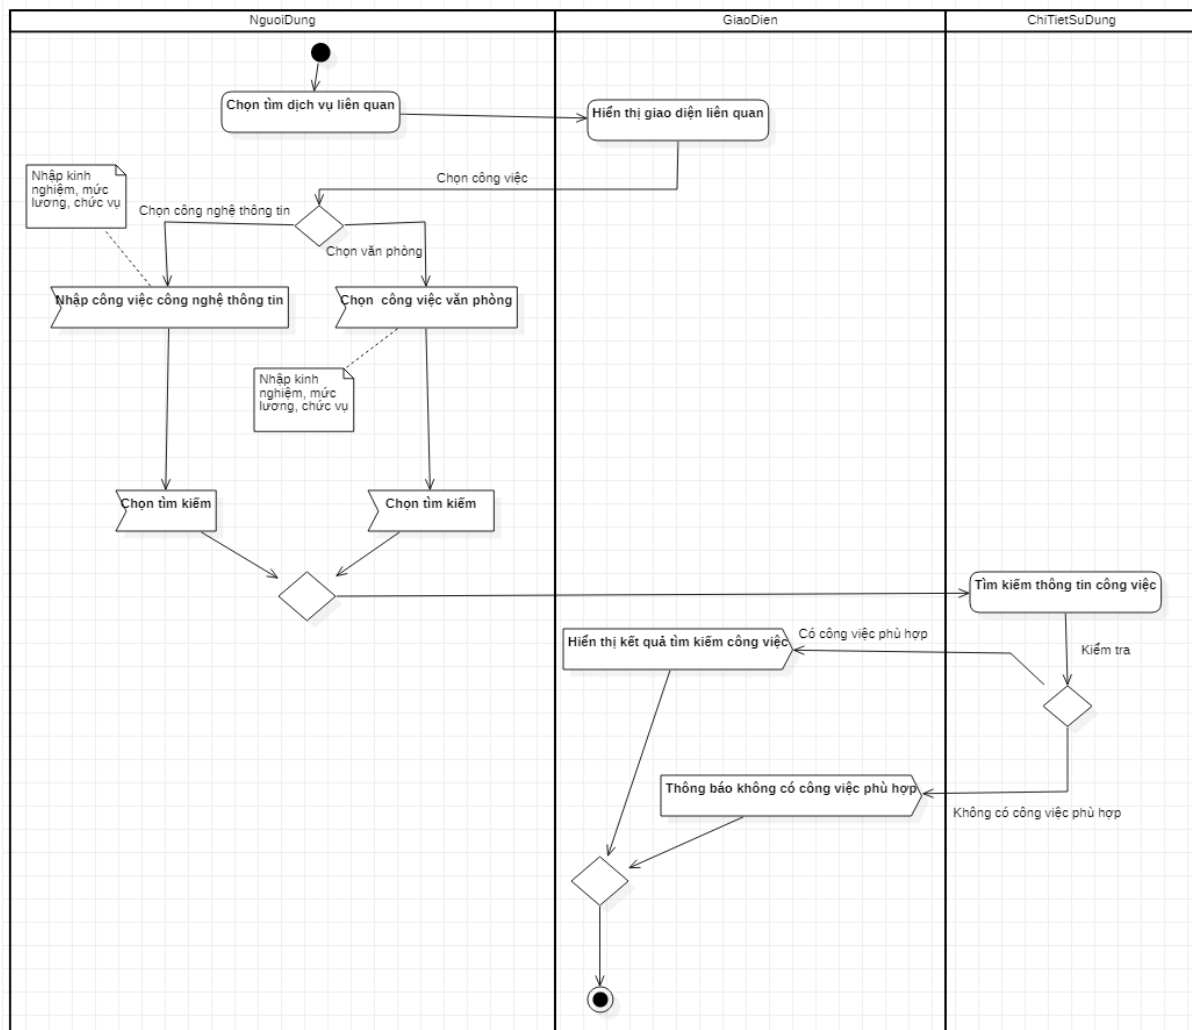 NguoiDung
GiaoDien
ChiTietSuDung
Chọn tìm dịch vụ liên quan
Hiển thị giao diện liên quan
Chọn công việc
Nhập kinh
nghiệm, mức
lương, chức vụ
Chọn công nghệ thông tin
Chọn văn phòng
Nhập công việc công nghệ thông tin
Chọn  công việc văn phòng
Nhập kinh
nghiệm, mức
lương, chức vụ
Chọn tìm kiếm
Chọn tìm kiếm
Tìm kiếm thông tin công việc
Có công việc phù hợp
Hiển thị kết quả tìm kiếm công việc
Kiểm tra
Thông báo không có công việc phù hợp
Không có công việc phù hợp